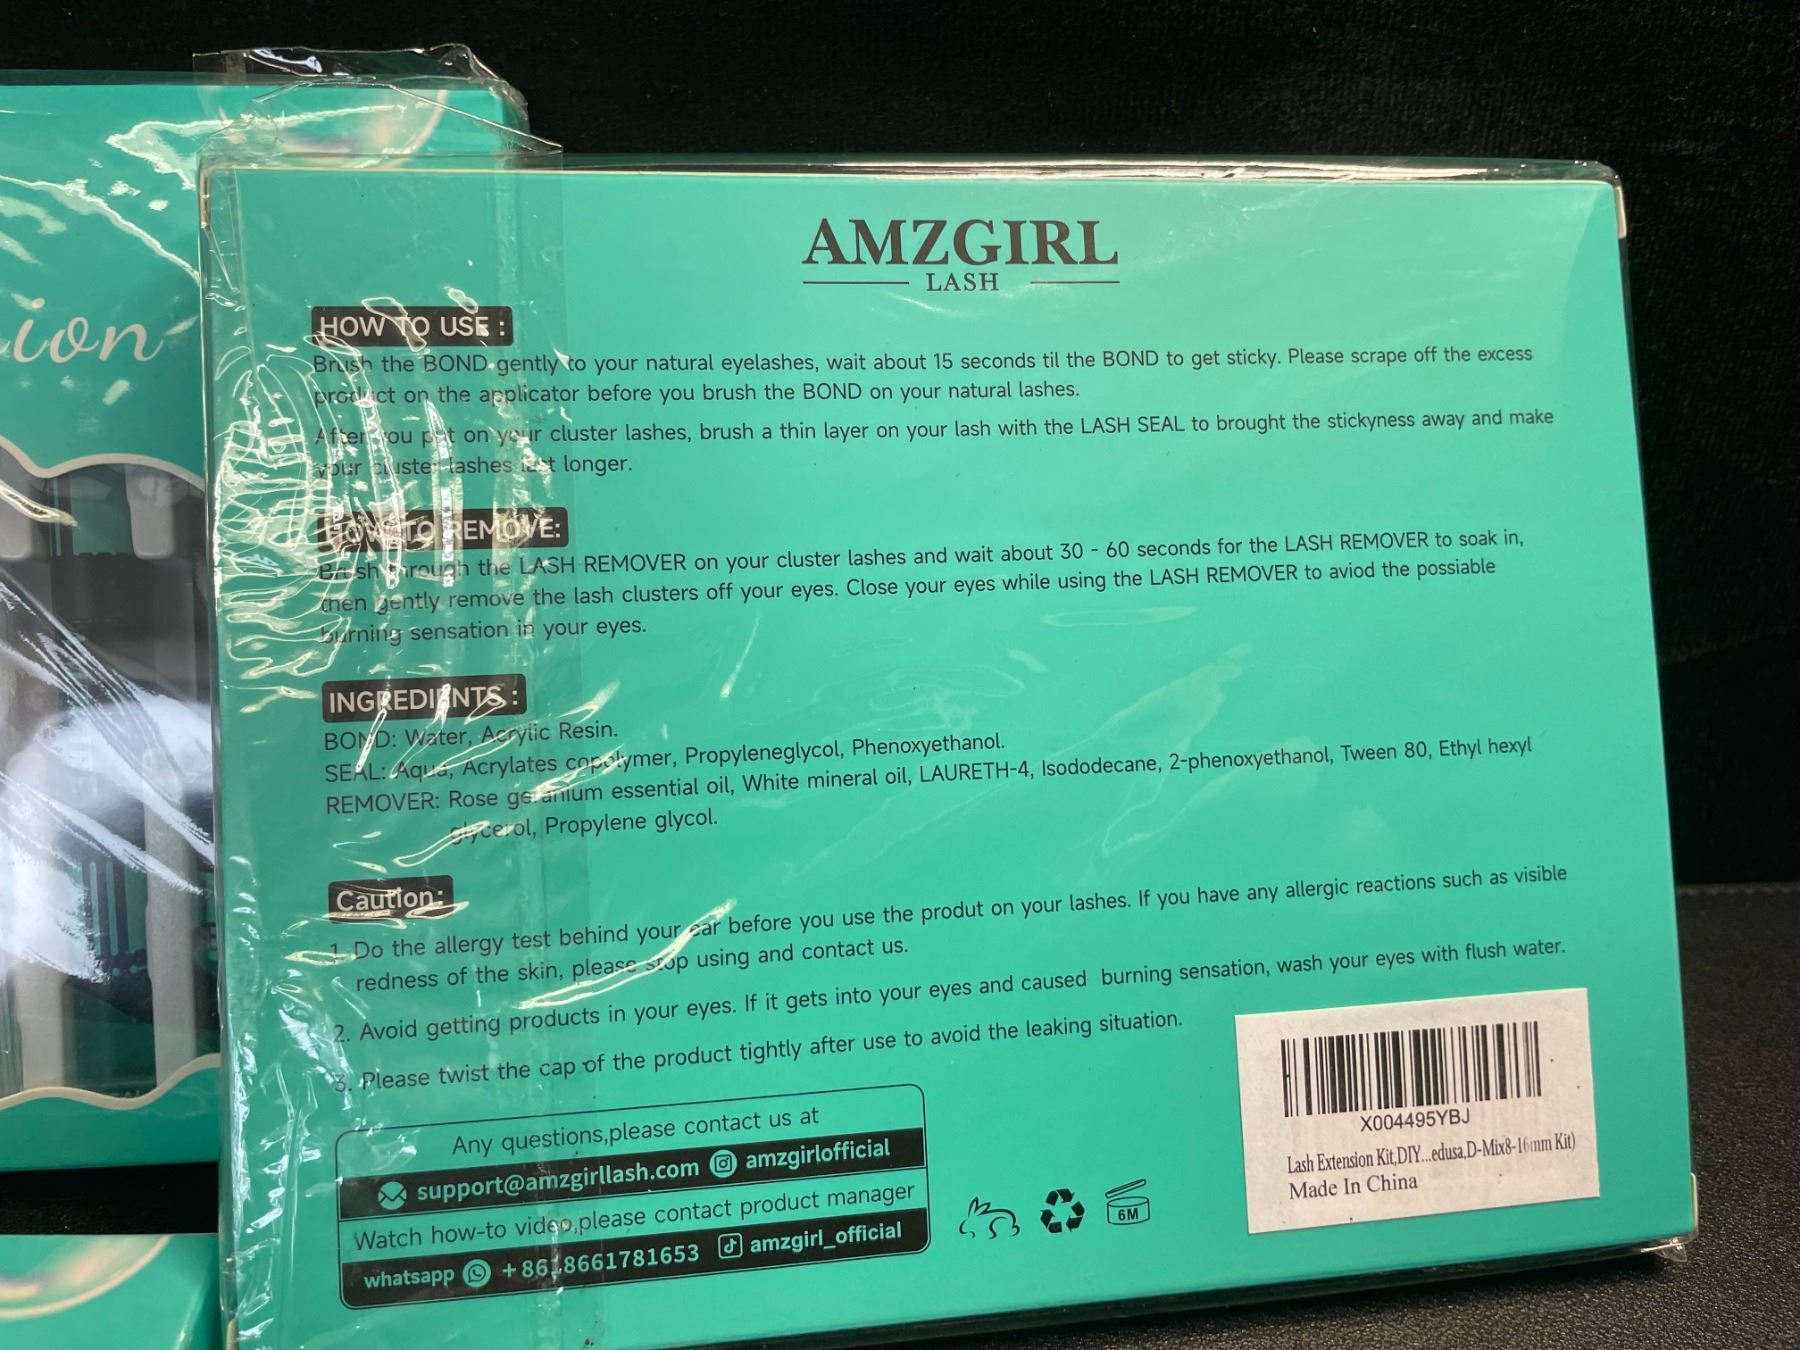 ion
AMZGIRL
LASH
HOW TO USE :
Brush the BOND gently to your natural eyelashes, wait about 15 seconds til the BOND to get sticky. Please scrape off the excess
product on the applicator before you brush the BOND on your natural lashes.
After you put on your cluster lashes, brush a thin layer on your lash with the LASH SEAL to brought the stickyness away and make
your cluster lashes last longer.
HOW TO REMOVE:
Brush through the LASH REMOVER on your cluster lashes and wait about 30 - 60 seconds for the LASH REMOVER to soak in,
then gently remove the lash clusters off your eyes. Close your eyes while using the LASH REMOVER to aviod the possiable
burning sensation in your eyes.
INGREDIENTS :
BOND: Water, Acrylic Resin.
SEAL: Aqua, Acrylates copolymer, Propyleneglycol, Phenoxyethanol.
REMOVER: Rose geranium essential oil, White mineral oil, LAURETH-4, Isododecane, 2-phenoxyethanol, Tween 80, Ethyl hexyl
glycerol, Propylene glycol.
Caution:
1. Do the allergy test behind your ear before you use the produt on your lashes. If you have any allergic reactions such as visible
redness of the skin, please stop using and contact us.
2. Avoid getting products in your eyes. If it gets into your eyes and caused burning sensation, wash your eyes with flush water.
3. Please twist the cap of the product tightly after use to avoid the leaking situation.
Any questions,please contact us at
support@amzgirllash.com amzgirlofficial
Watch how-to video,please contact product manager
whatsapp +8618661781653 amzgirl_official
6M
X004495YBJ
Lash Extension Kit,DIY...edusa,D-Mix8-16mm Kit)
Made In China